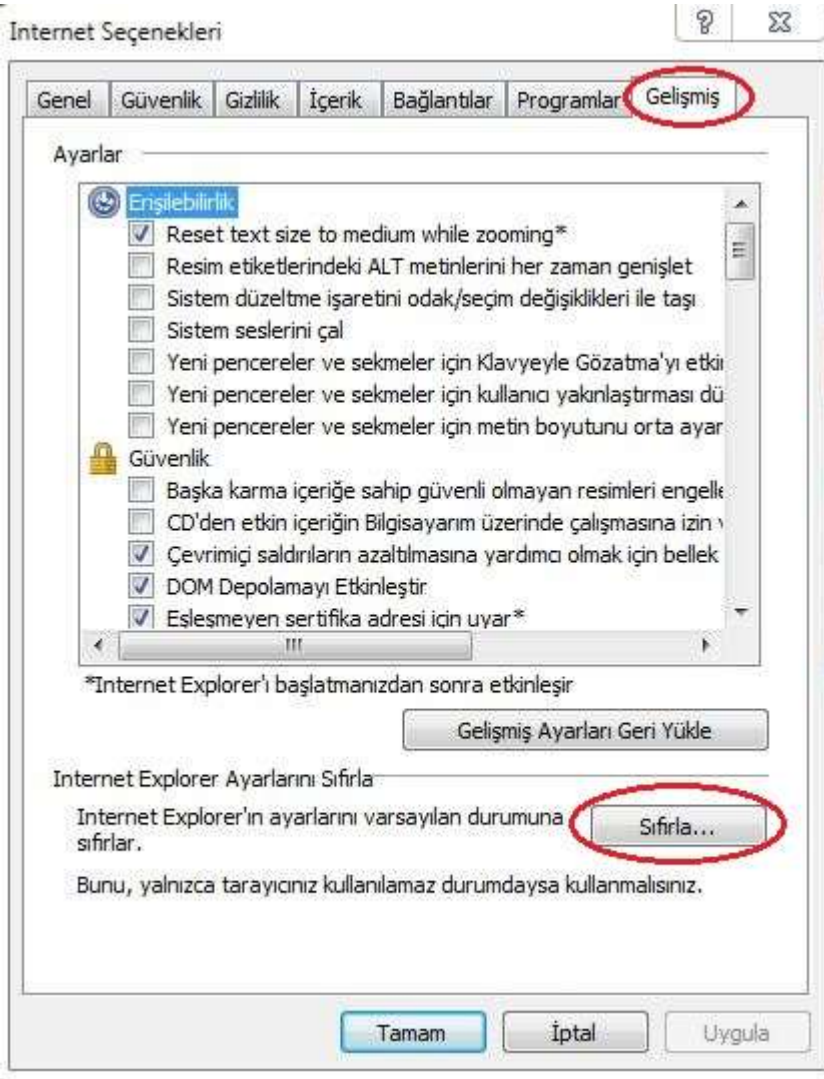 Internet Seçenekleri
Genel Güvenlik Gizlilik İçerik Bağlantılar Programlar Gelişmiş
Ayarlar
Erişilebilirlik
Reset text size to medium while zooming*
Resim etiketlerindeki ALT metinlerini her zaman genişlet
Sistem düzeltme işaretini odak/seçim değişiklikleri ile taşı
Sistem seslerini çal
Yeni pencereler ve sekmeler için Klavyeyle Gözatma'yı
Yeni pencereler ve sekmeler için kullanıcı yakınlaştırması
Yeni pencereler ve sekmeler için metin boyutunu orta
Güvenlik
Başka karma içeriğe sahip güvenli olmayan resimleri
CD'den etkin içeriğin Bilgisayarım üzerinde çalışmasına izin
Çevrimiçi saldırıların azaltılmasına yardımcı olmak için bellek
DOM Depolamayı Etkinleştir
Eşleşmeyen sertifika adresi için uyar*
*Internet Explorer'ı başlatmanızdan sonra etkinleşir
Gelişmiş Ayarları Geri Yükle
Internet Explorer Ayarlarını Sıfırla
Internet Explorer'ın ayarlarını varsayılan durumuna
sıfırlar.
Sıfırla...
Bunu, yalnızca tarayıcınız kullanılamaz durumdaysa kullanmalısınız.
Tamam İptal Uygula